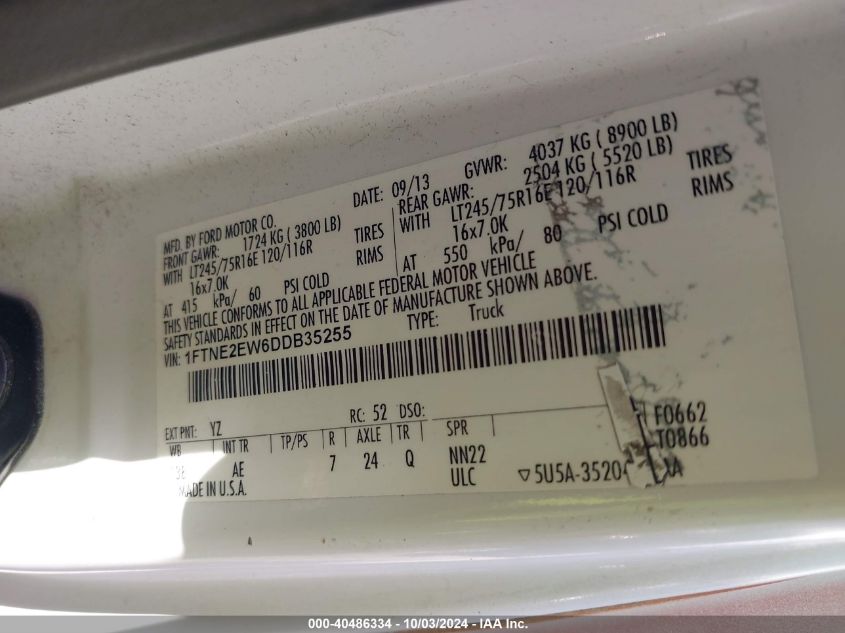 MFD. BY FORD MOTOR CO.
DATE: 09/13 GVWR: 4037 KG ( 8900 LB)
FRONT GAWR: 1724 KG ( 3800 LB)
REAR GAWR: 2504 KG ( 5520 LB)
WITH LT245/75R16E 120/116R TIRES
WITH LT245/75R16E 120/116R TIRES
16x7.0K RIMS
16x7.0K RIMS
AT 415 kPa/ 60 PSI COLD
AT 550 kPa/ 80 PSI COLD
THIS VEHICLE CONFORMS TO ALL APPLICABLE FEDERAL MOTOR VEHICLE
SAFETY STANDARDS IN EFFECT ON THE DATE OF MANUFACTURE SHOWN ABOVE.
VIN: 1FTNE2EW6DDB35255 TYPE: Truck
EXT PNT: YZ RC: 52 DSO: F0662
WB INT TR TP/PS R AXLE TR SPR T0866
AE 7 24 Q NN22
MADE IN U.S.A. ULC
000-40486334 - 10/03/2024 - IAA Inc.